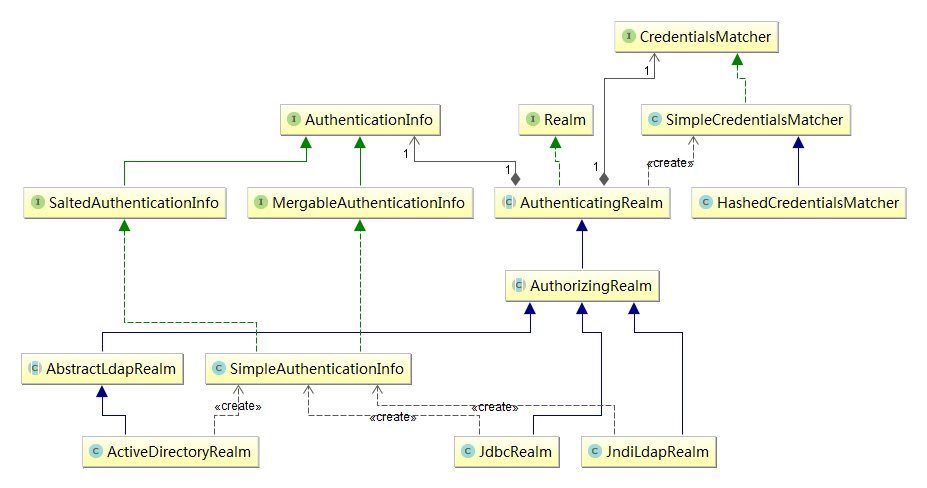 I CredentialsMatcher
1
I AuthenticationInfo
I Realm
C SimpleCredentialsMatcher
1
1
1
«create»
I SaltedAuthenticationInfo
I MergableAuthenticationInfo
C AuthenticatingRealm
C HashedCredentialsMatcher
C AuthorizingRealm
C AbstractLdapRealm
C SimpleAuthenticationInfo
«create»
«create»
«create»
C ActiveDirectoryRealm
C JdbcRealm
C JndiLdapRealm